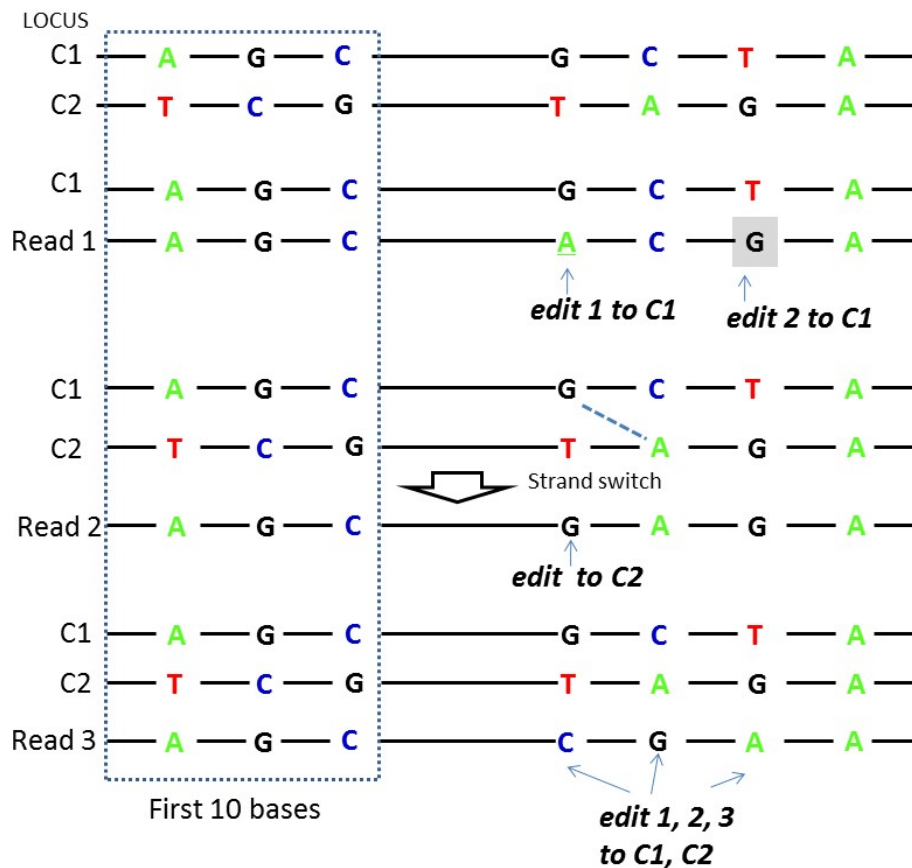 LOCUS
C1 A G C G C T A
C2 T C G T A G A
C1 A G C G C T A
Read 1 A G C A C G A
edit 1 to C1 edit 2 to C1
C1 A G C G C T A
C2 T C G T A G A
Strand switch
Read 2 A G C G A G A
edit to C2
C1 A G C G C T A
C2 T C G T A G A
Read 3 A G C C G A A
First 10 bases
edit 1, 2, 3
to C1, C2